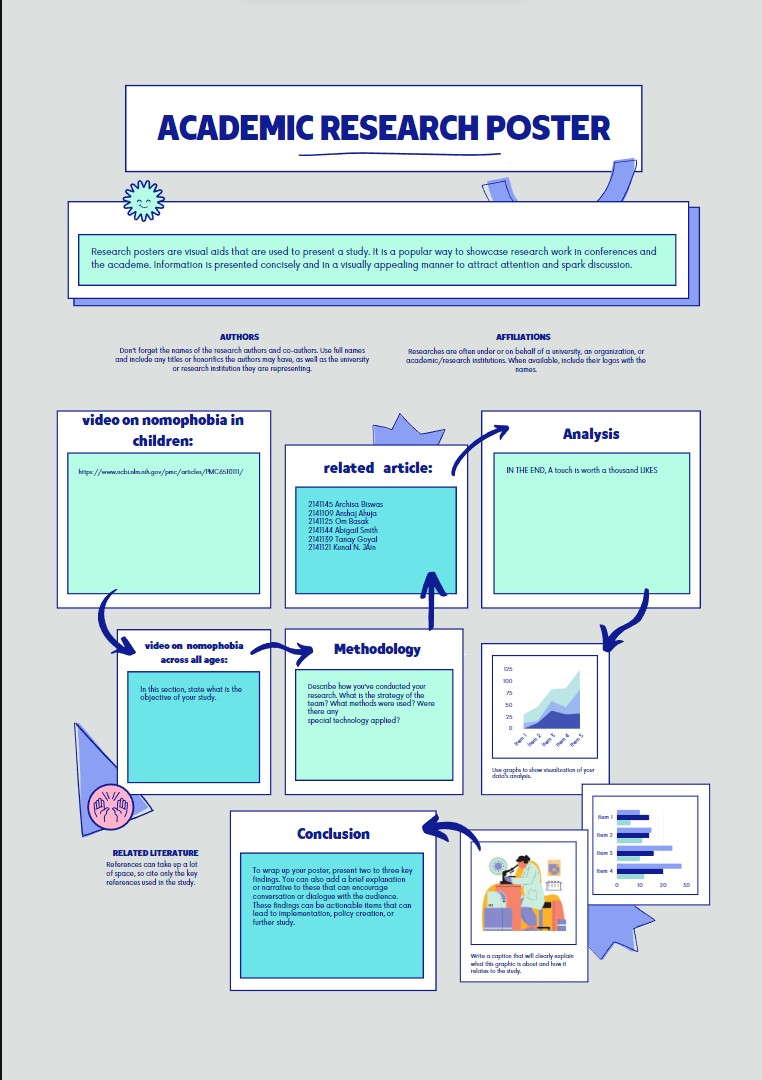 ACADEMIC RESEARCH POSTER
Research posters are visual aids that are used to present a study. It is a popular way to showcase research work in conferences and
the academe. Information is presented concisely and in a visually appealing manner to attract attention and spark discussion.
AUTHORS
Don't forget the names of the research authors and co-authors. Use full names
and include any titles or honorifics the authors may have, as well as the university
or research institution they are representing.
AFFILIATIONS
Researches are often under or on behalf of a university, an organization, or
academic/research institutions. When available, include their logos with the
names.
video on nomophobia in
children:
https://www.ncbi.nlm.nih.gov/pmc/articles/PMC6510111/
related article:
2141145 Archisa Biswas
2141109 Anshaj Ahuja
2141125 Om Basak
2141144 Abigail Smith
2141139 Tanay Goyal
2141121 Kunal N. JAin
Analysis
IN THE END, A touch is worth a thousand LIKES
video on nomophobia
across all ages:
In this section, state what is the
objective of your study.
Methodology
Describe how you've conducted your
research. What is the strategy of the
team? What methods were used? Were
there any
special technology applied?
125
100
75
50
25
0
Item 1
Item 2
Item 3
Item 4
Item 5
Use graphs to show visualization of your
data's analysis.
Item 1
Item 2
Item 3
Item 4
0 10 20 30
RELATED LITERATURE
References can take up a lot
of space, so cite only the key
references used in the study.
Conclusion
To wrap up your poster, present two to three key
findings. You can also add a brief explanation
or narrative to these that can encourage
conversation or dialogue with the audience.
These findings can be actionable items that can
lead to implementation, policy creation, or
further study.
Write a caption that will clearly explain
what this graphic is about and how it
relates to the study.